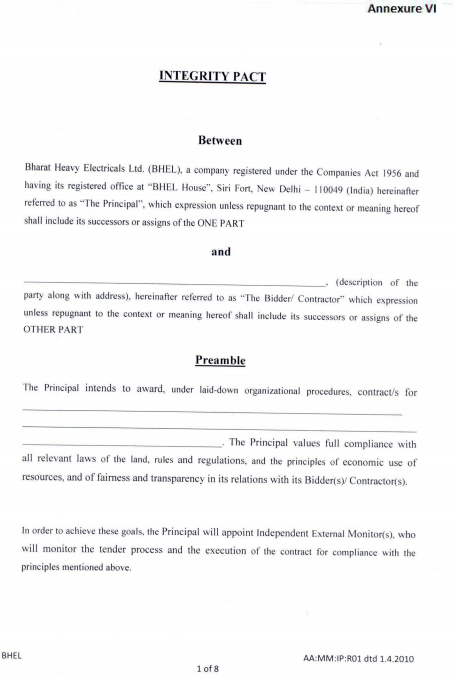 Annexure VI
INTEGRITY PACT
Between
Bharat Heavy Electricals Ltd. (BHEL), a company registered under the Companies Act 1956 and
having its registered office at "BHEL House", Siri Fort, New Delhi – 110049 (India) hereinafter
referred to as "The Principal", which expression unless repugnant to the context or meaning hereof
shall include its successors or assigns of the ONE PART
and
____________________, (description of the
party along with address), hereinafter referred to as "The Bidder/ Contractor" which expression
unless repugnant to the context or meaning hereof shall include its successors or assigns of the
OTHER PART
Preamble
The Principal intends to award, under laid-down organizational procedures, contract/s for
____________________. The Principal values full compliance with
all relevant laws of the land, rules and regulations, and the principles of economic use of
resources, and of fairness and transparency in its relations with its Bidder(s)/ Contractor(s).
In order to achieve these goals, the Principal will appoint Independent External Monitor(s), who
will monitor the tender process and the execution of the contract for compliance with the
principles mentioned above.
BHEL
AA:MM:IP:R01 dtd 1.4.2010
1 of 8